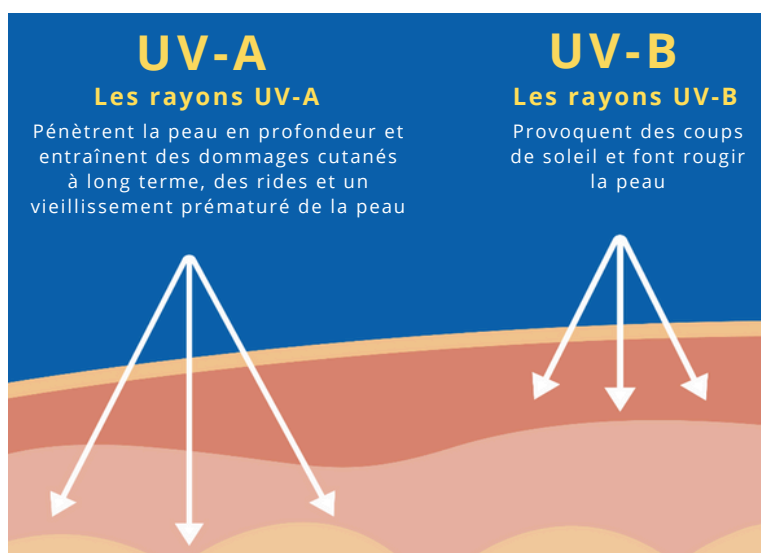 UV-A
Les rayons UV-A
Pénètrent la peau en profondeur et
entraînent des dommages cutanés
à long terme, des rides et un
vieillissement prématuré de la peau
UV-B
Les rayons UV-B
Provoquent des coups
de soleil et font rougir
la peau